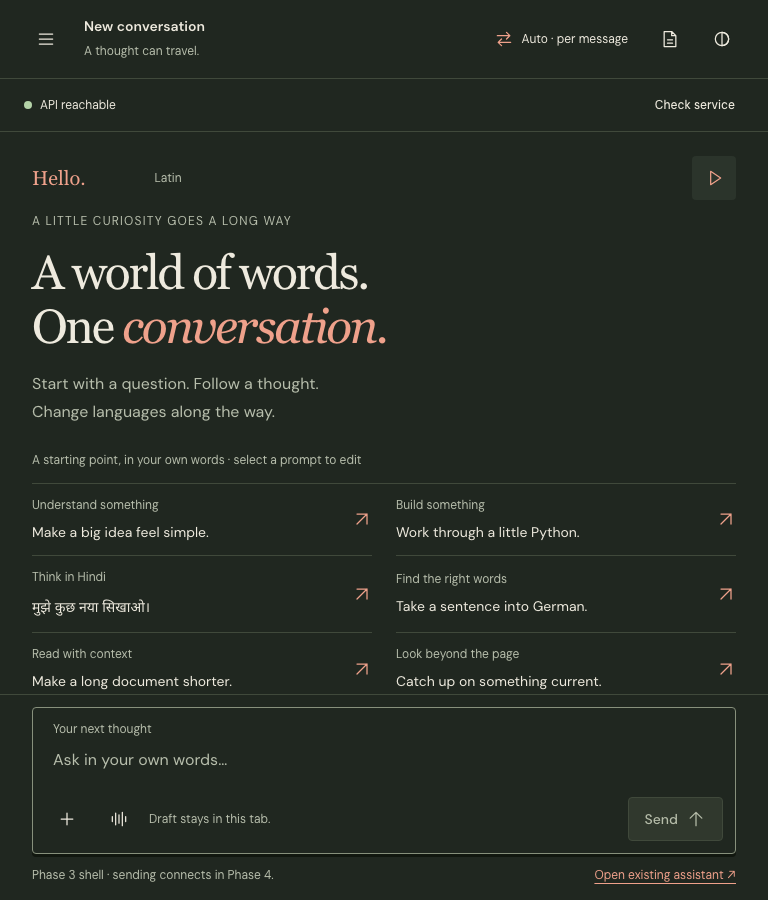 New conversation
A thought can travel.
Auto · per message
API reachable
Check service
Hello.
Latin
A LITTLE CURIOSITY GOES A LONG WAY
A world of words.
One conversation.
Start with a question. Follow a thought.
Change languages along the way.
A starting point, in your own words · select a prompt to edit
Understand something
Make a big idea feel simple.
Build something
Work through a little Python.
Think in Hindi
मुझे कुछ नया सिखाओ।
Find the right words
Take a sentence into German.
Read with context
Make a long document shorter.
Look beyond the page
Catch up on something current.
Your next thought
Ask in your own words...
Draft stays in this tab.
Send
Phase 3 shell · sending connects in Phase 4.
Open existing assistant ↗